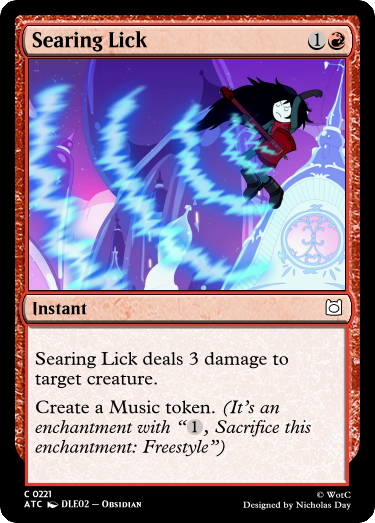 Searing Lick 1
Instant
Searing Lick deals 3 damage to
target creature.
Create a Music token. (It's an
enchantment with “1, Sacrifice this
enchantment: Freestyle”)
C 0221 © WotC
ATC DLE02 – Obsidian Designed by Nicholas Day